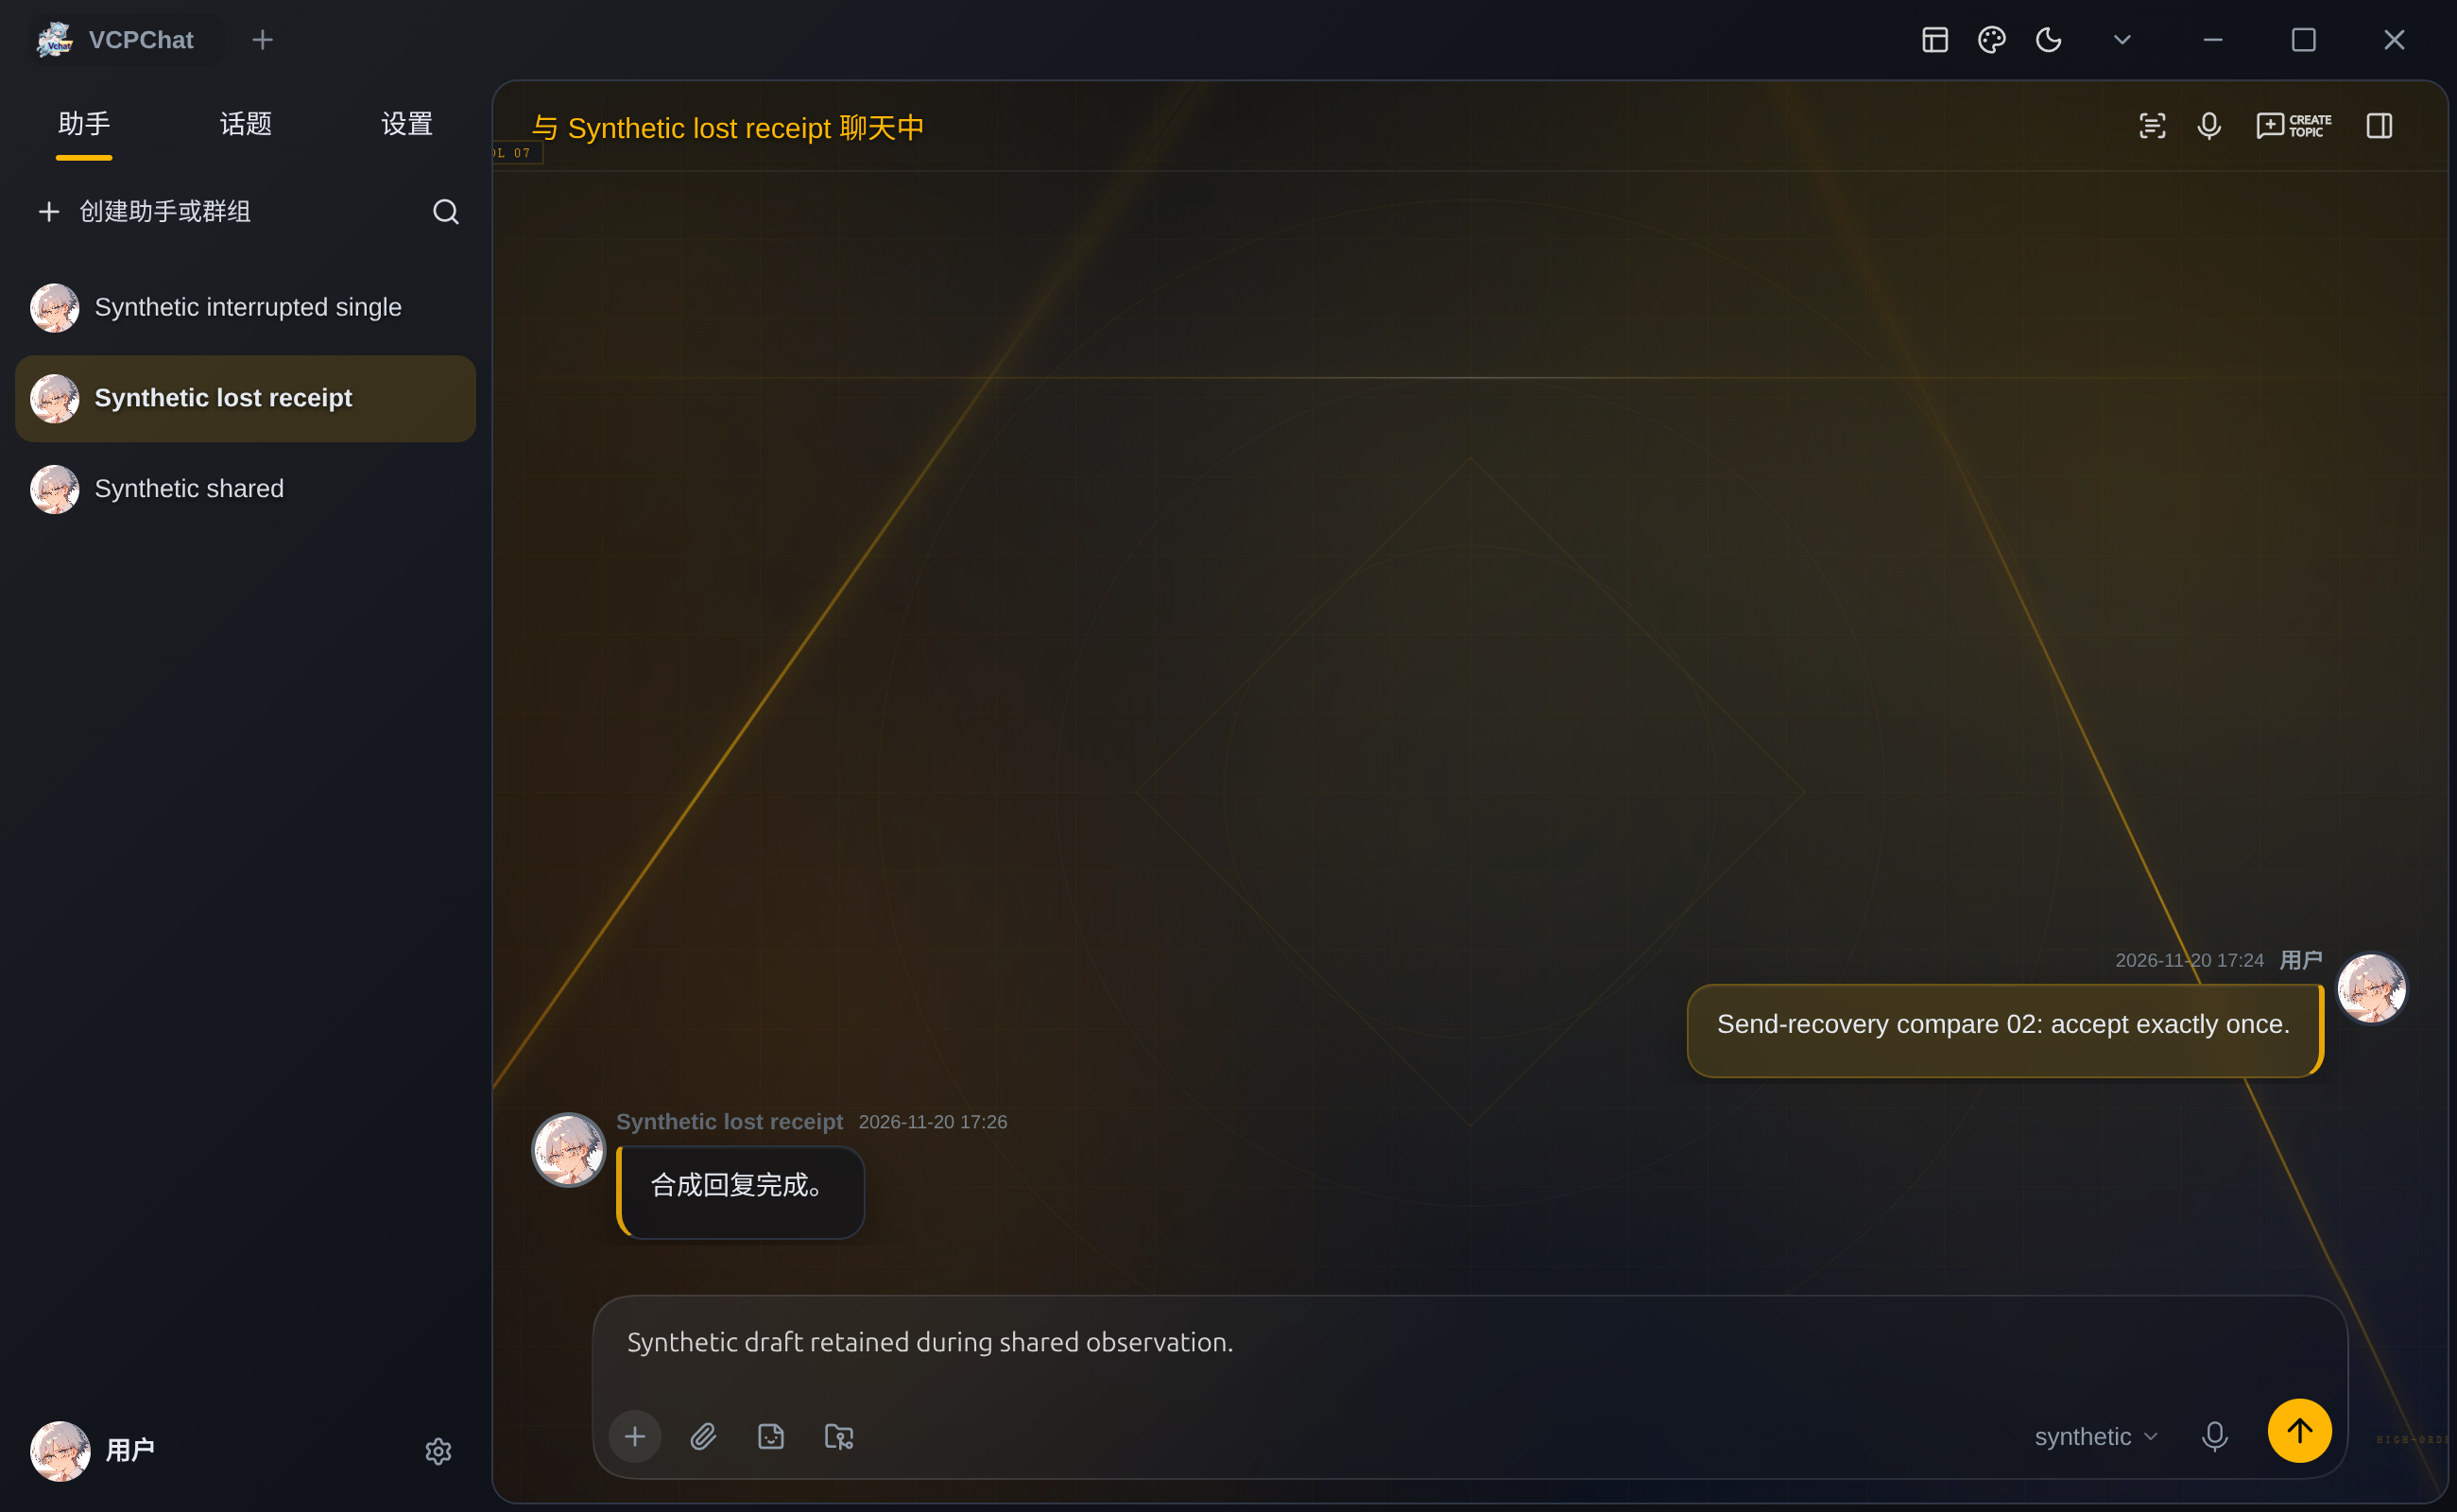 VCPChat
助手
话题
设置
创建助手或群组
Synthetic interrupted single
Synthetic lost receipt
Synthetic shared
用户
与 Synthetic lost receipt 聊天中
07
CREATE
TOPIC
2026-11-20 17:24 用户
Send-recovery compare 02: accept exactly once.
Synthetic lost receipt 2026-11-20 17:26
合成回复完成。
Synthetic draft retained during shared observation.
synthetic